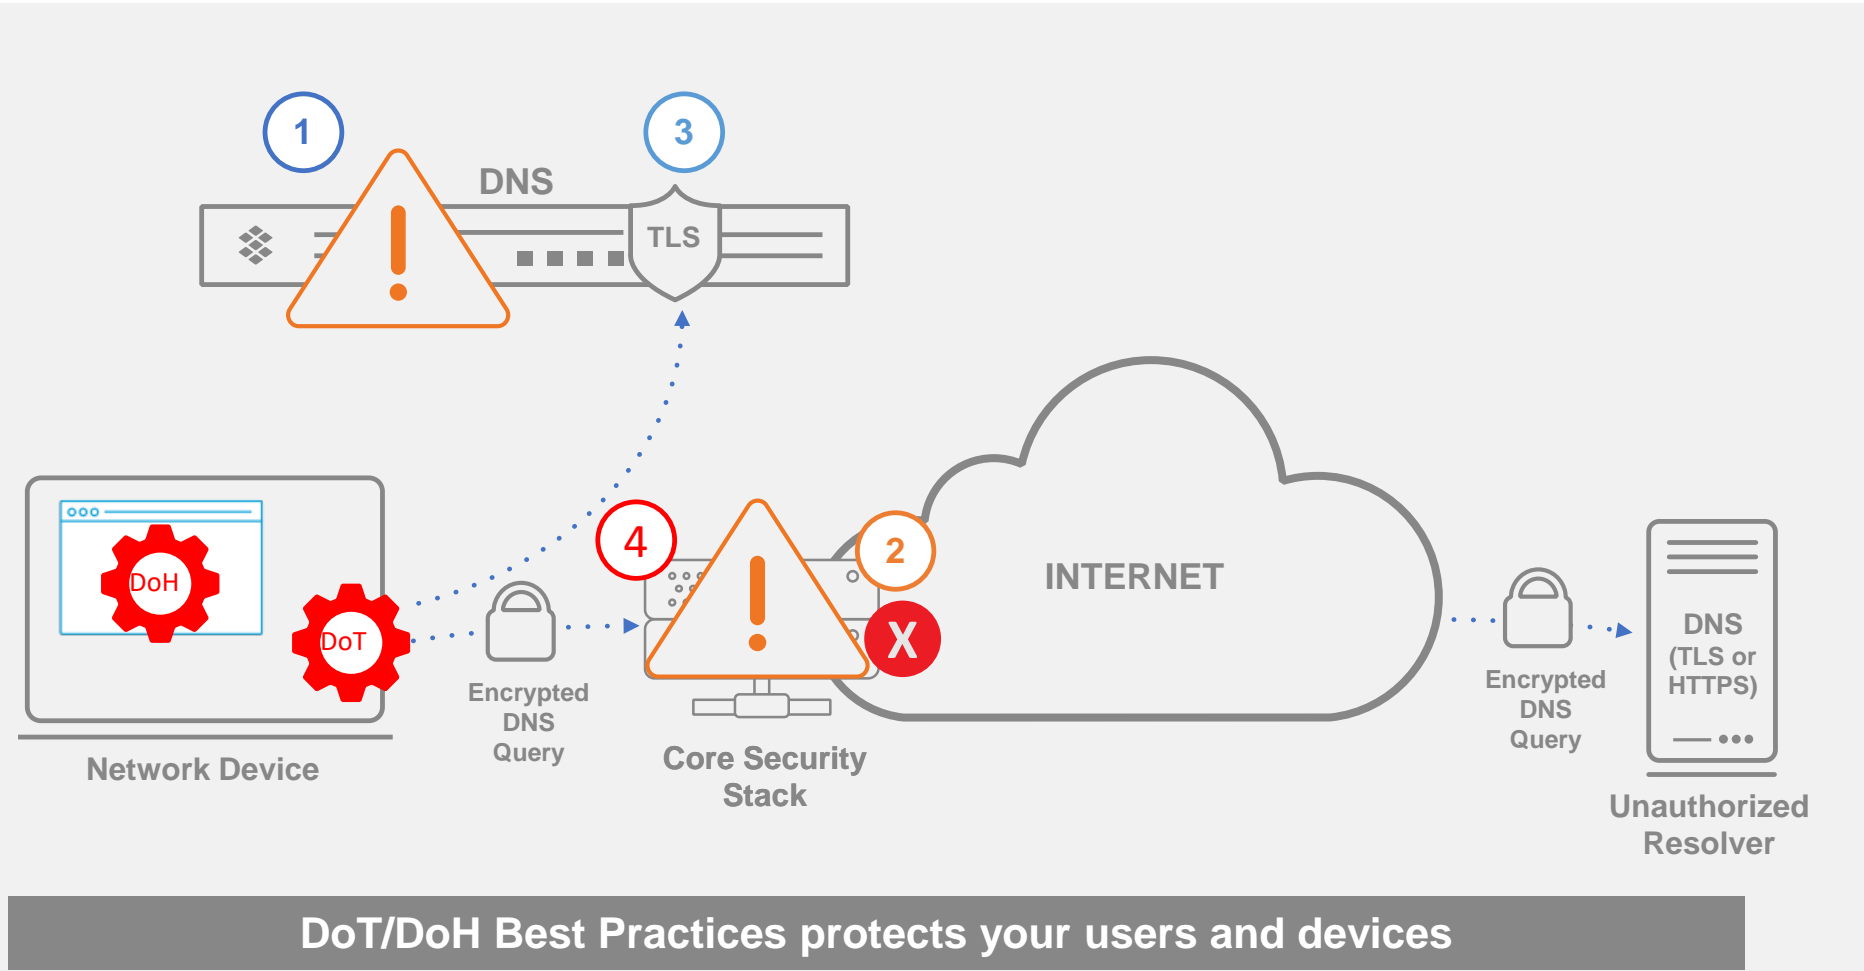 1
3
DNS
TLS
DoH
DoT
4
2
X
INTERNET
Encrypted
DNS
Query
Network Device
Core Security
Stack
Encrypted
DNS
Query
DNS
(TLS or
HTTPS)
Unauthorized
Resolver
DoT/DoH Best Practices protects your users and devices